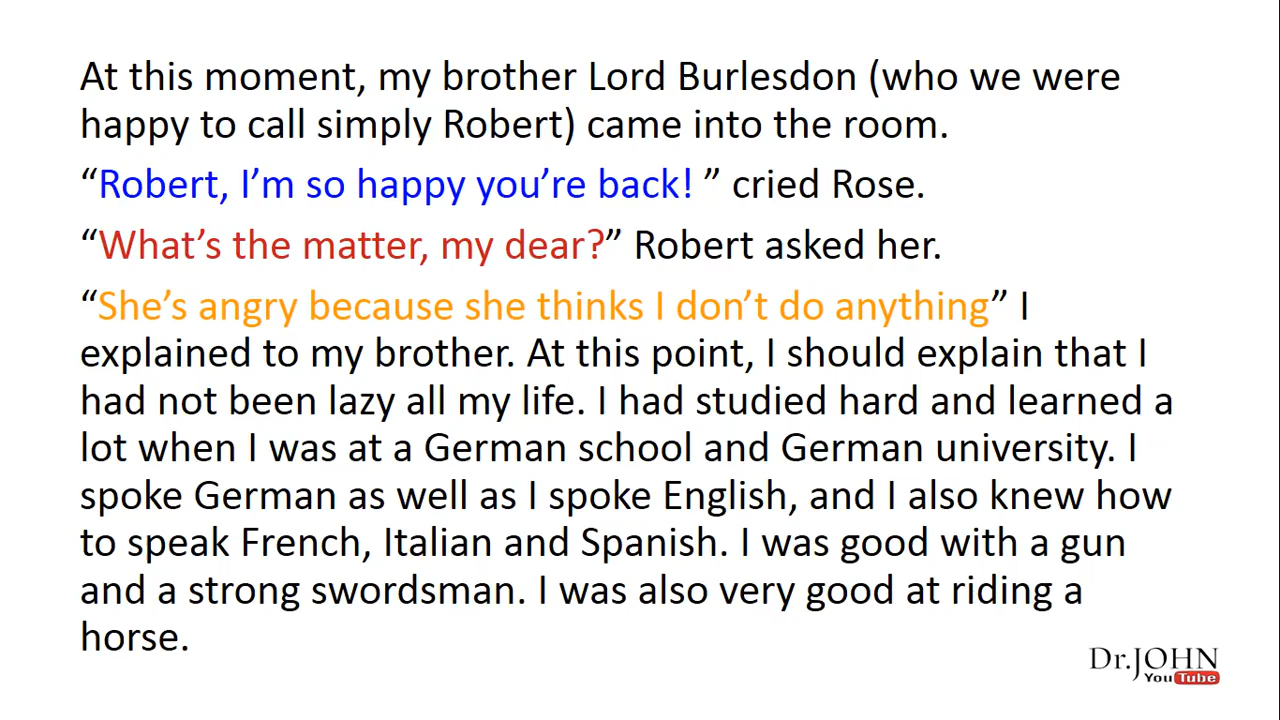 At this moment, my brother Lord Burlesdon (who we were
happy to call simply Robert) came into the room.
“Robert, I’m so happy you’re back! ” cried Rose.
“What’s the matter, my dear?” Robert asked her.
“She’s angry because she thinks I don’t do anything” I
explained to my brother. At this point, I should explain that I
had not been lazy all my life. I had studied hard and learned a
lot when I was at a German school and German university. I
spoke German as well as I spoke English, and I also knew how
to speak French, Italian and Spanish. I was good with a gun
and a strong swordsman. I was also very good at riding a
horse.
Dr.JOHN
YouTube